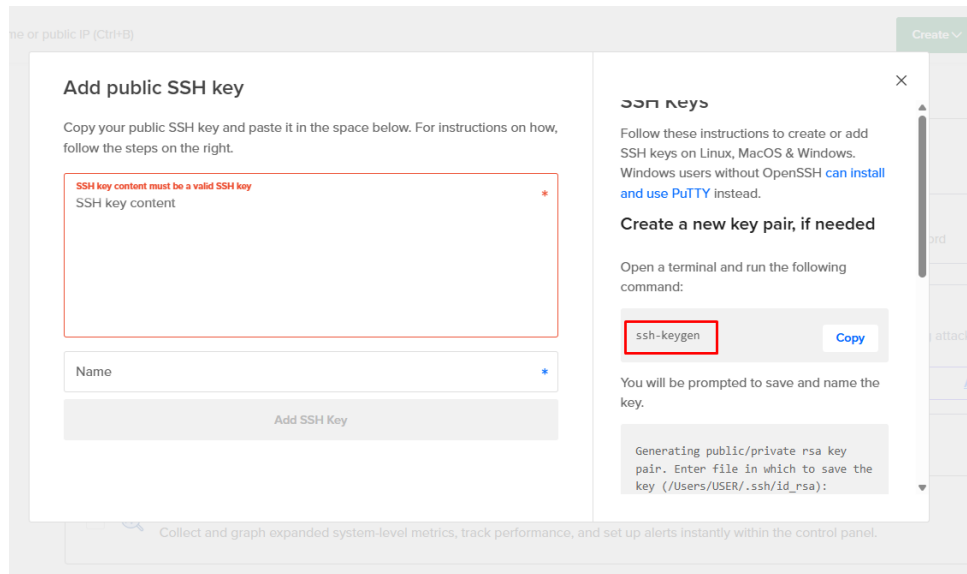 me or public IP (Ctrl+B)
Create
Add public SSH key
Copy your public SSH key and paste it in the space below. For instructions on how,
follow the steps on the right.
SSH key content must be a valid SSH key
SSH key content
*
Name
*
Add SSH Key
SSH Keys
Follow these instructions to create or add
SSH keys on Linux, MacOS & Windows.
Windows users without OpenSSH can install
and use PuTTY instead.
Create a new key pair, if needed
Open a terminal and run the following
command:
ssh-keygen
Copy
You will be prompted to save and name the
key.
Generating public/private rsa key
pair. Enter file in which to save the
key (/Users/USER/.ssh/id_rsa):
ord
attac
Collect and graph expanded system-level metrics, track performance, and set up alerts instantly within the control panel.